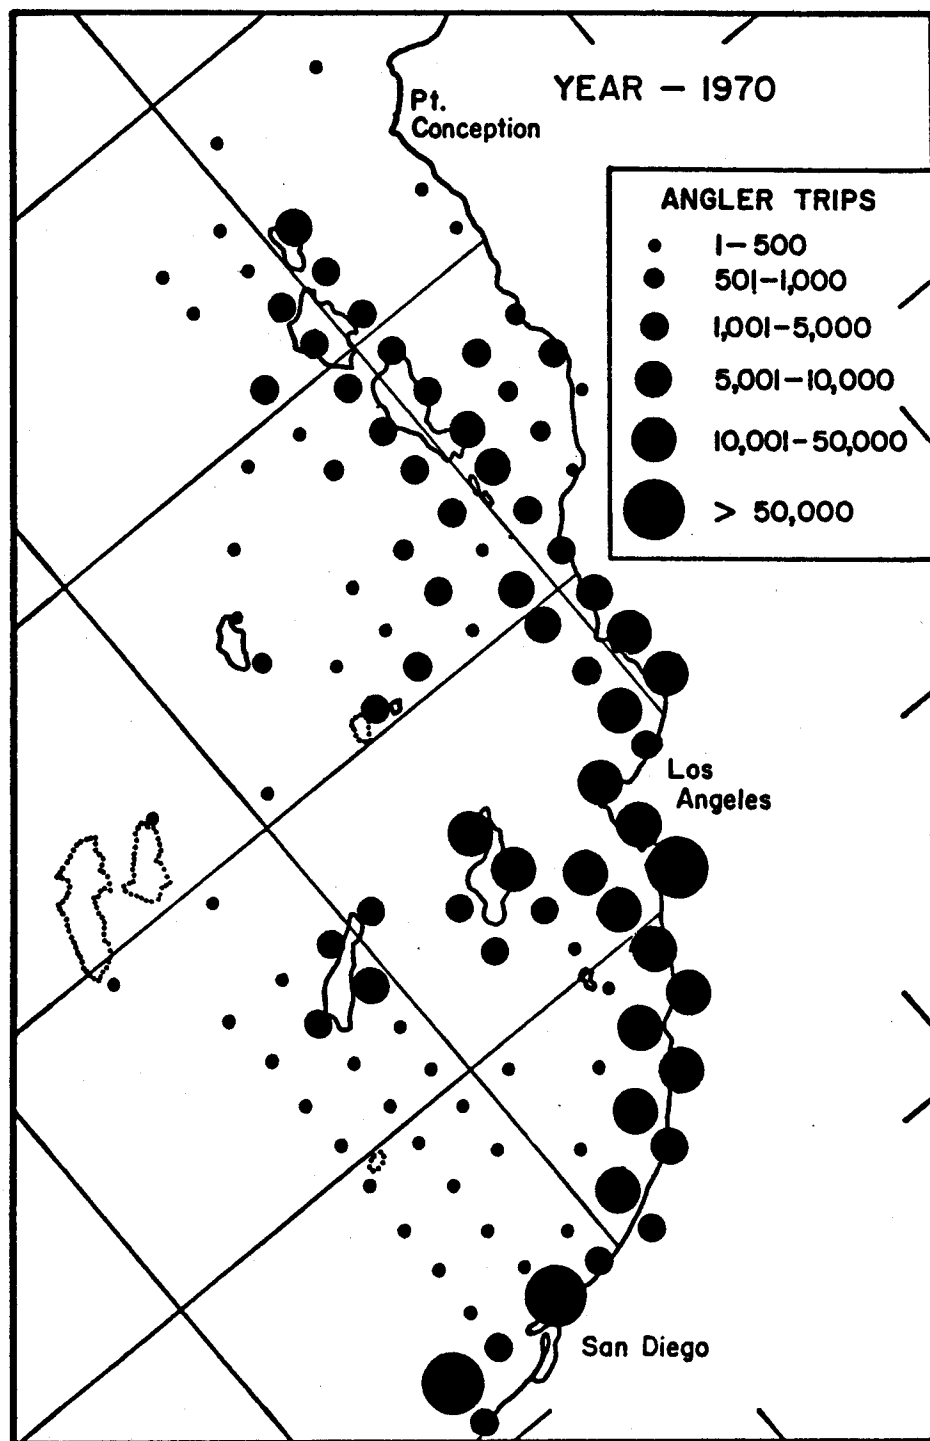 YEAR - 1970
Pt.
Conception
ANGLER TRIPS
1-500
501-1,000
1,001-5,000
5,001-10,000
10,001-50,000
> 50,000
Los
Angeles
San Diego